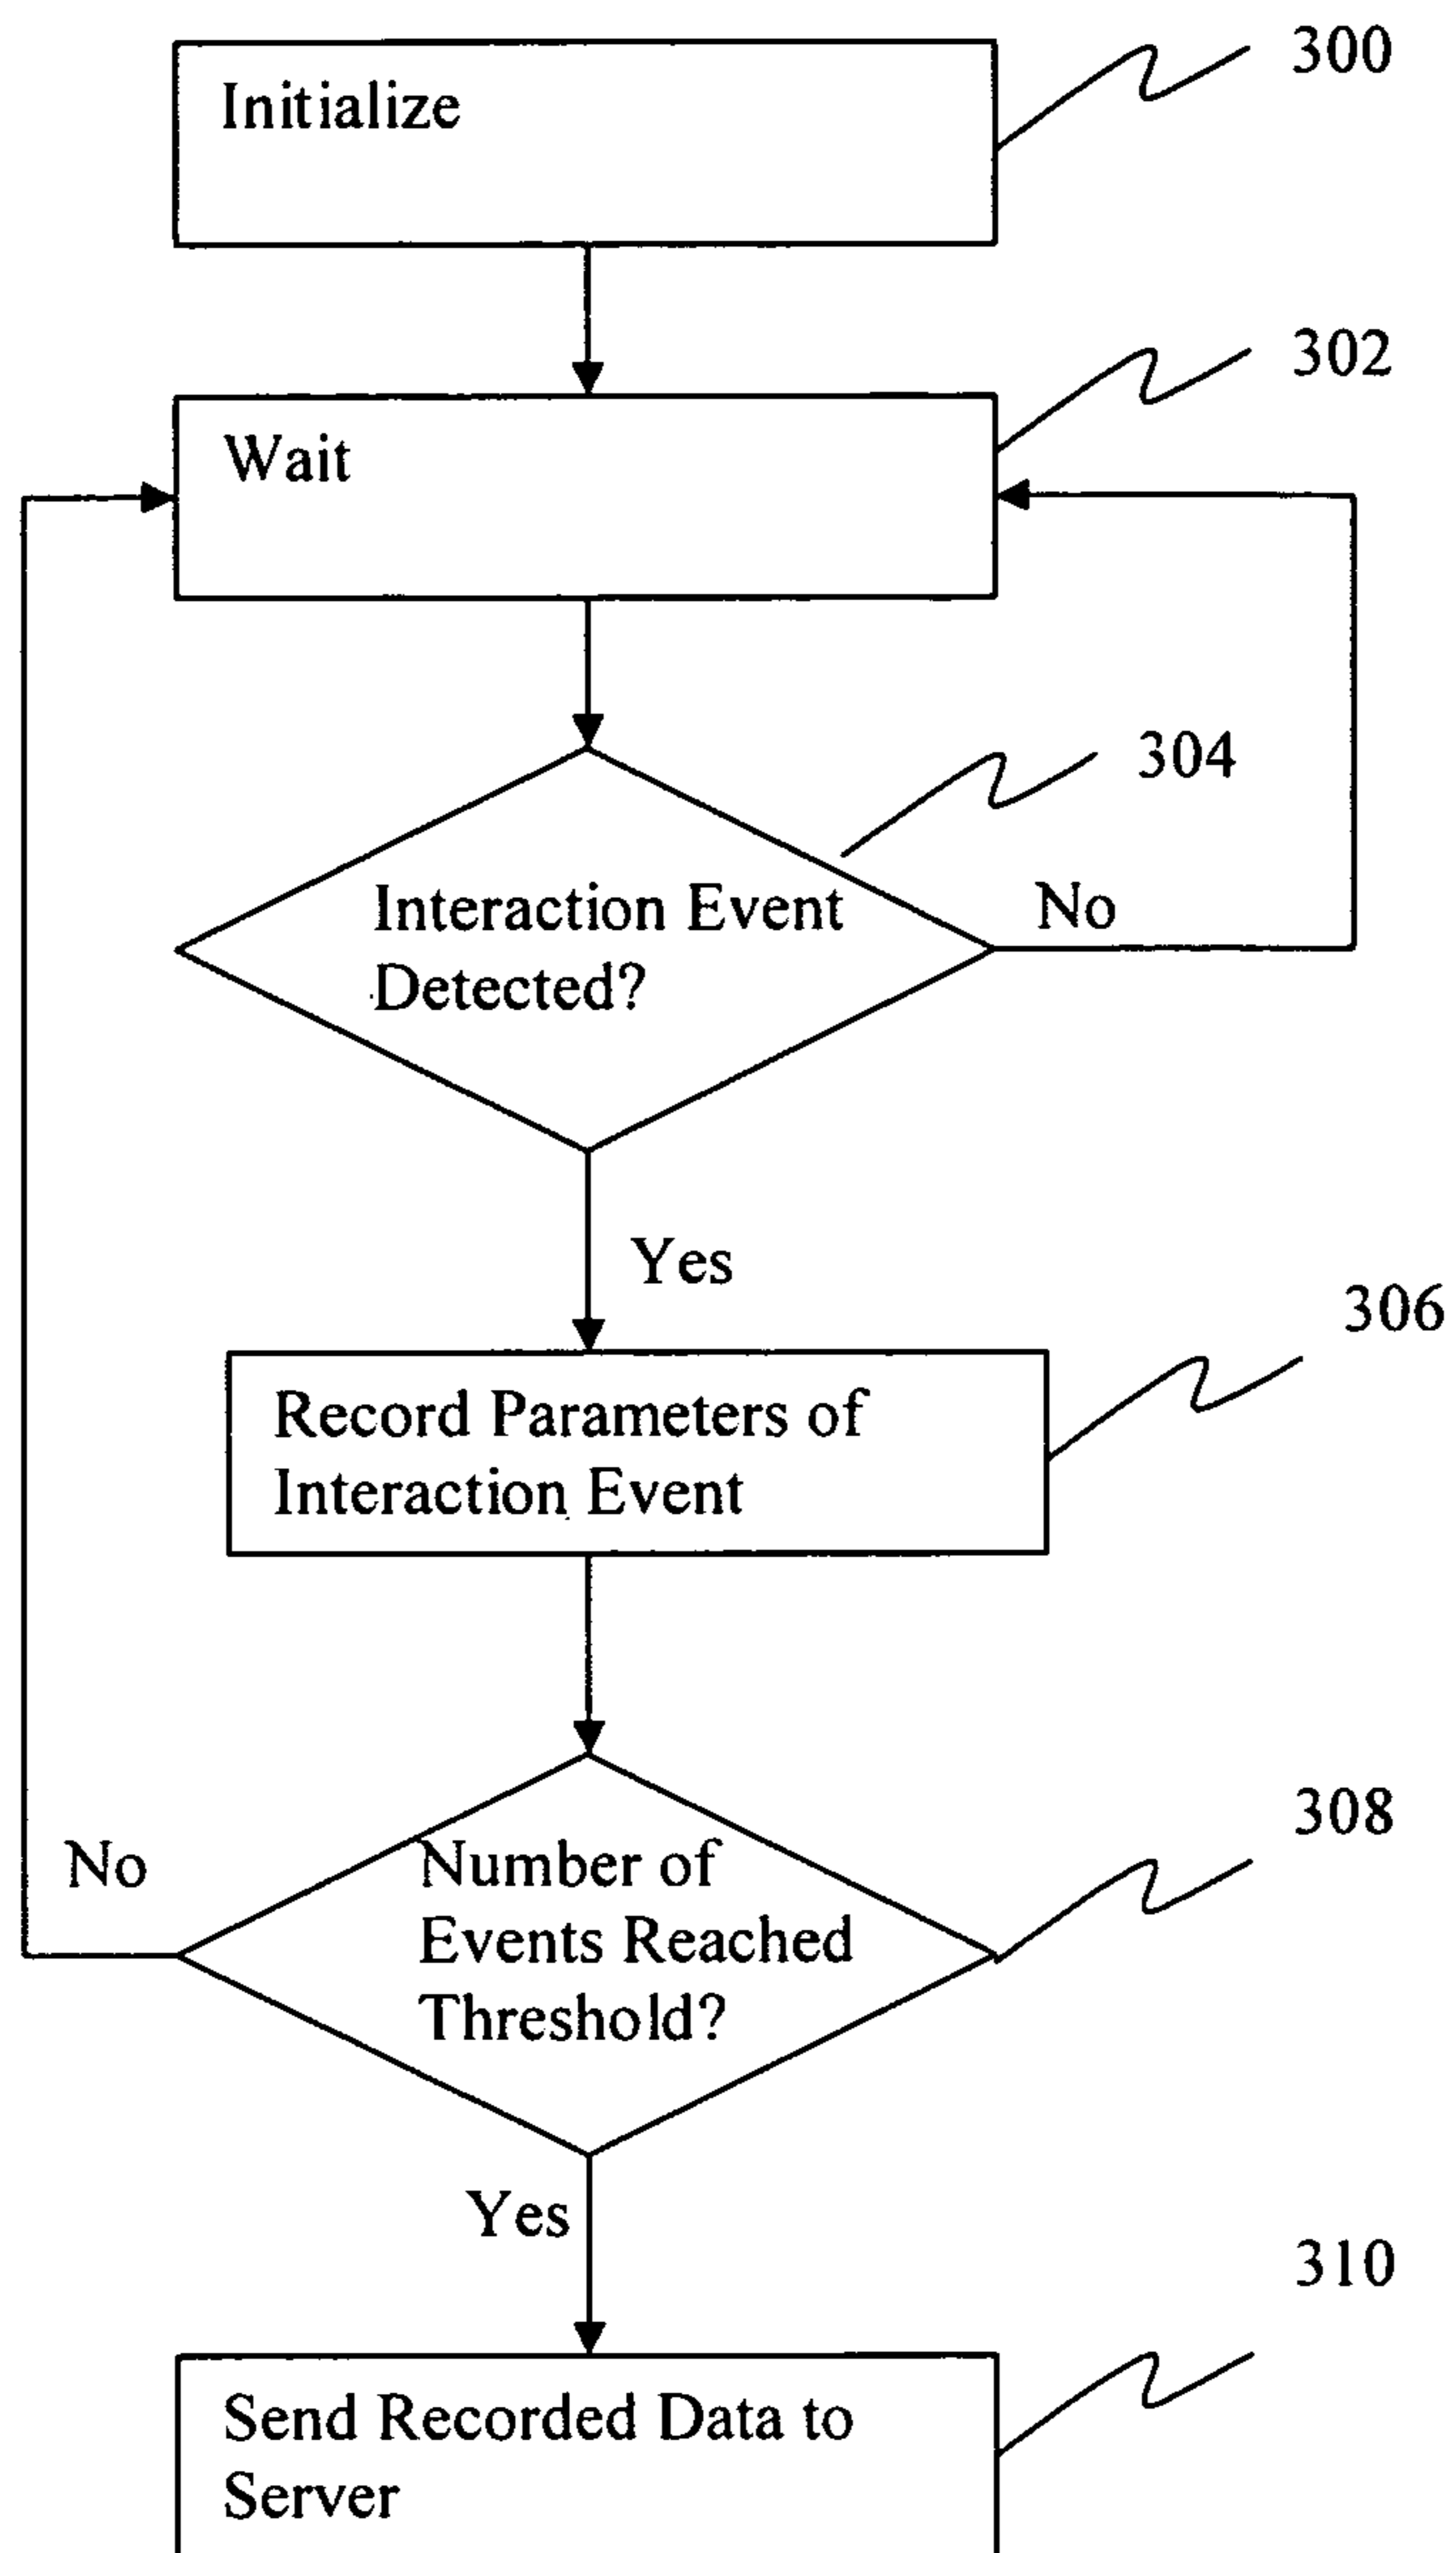 300
Initialize
302
Wait
304
Interaction Event
Detected?
No
Yes
306
Record Parameters of
Interaction Event
308
No
Number of
Events Reached
Threshold?
Yes
310
Send Recorded Data to
Server